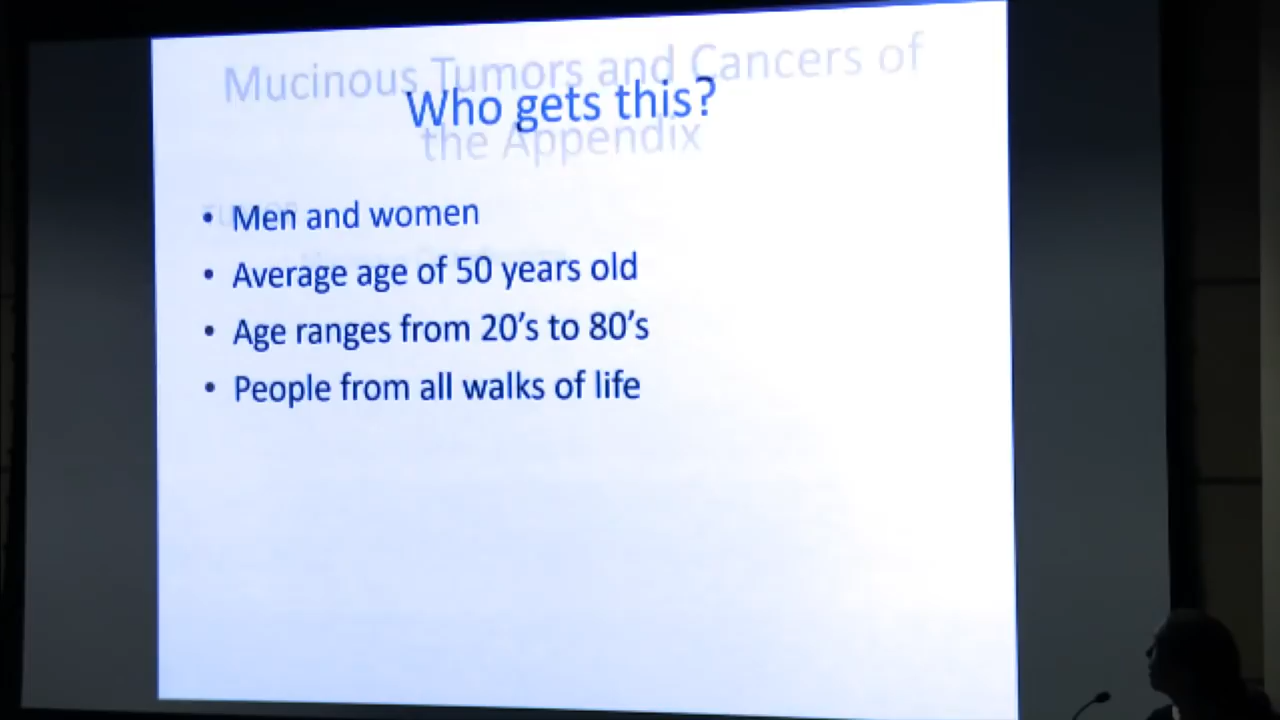 Mucinous Tumors and Cancers of
Who gets this?
the Appendix
• Men and women
• Average age of 50 years old
• Age ranges from 20's to 80's
• People from all walks of life